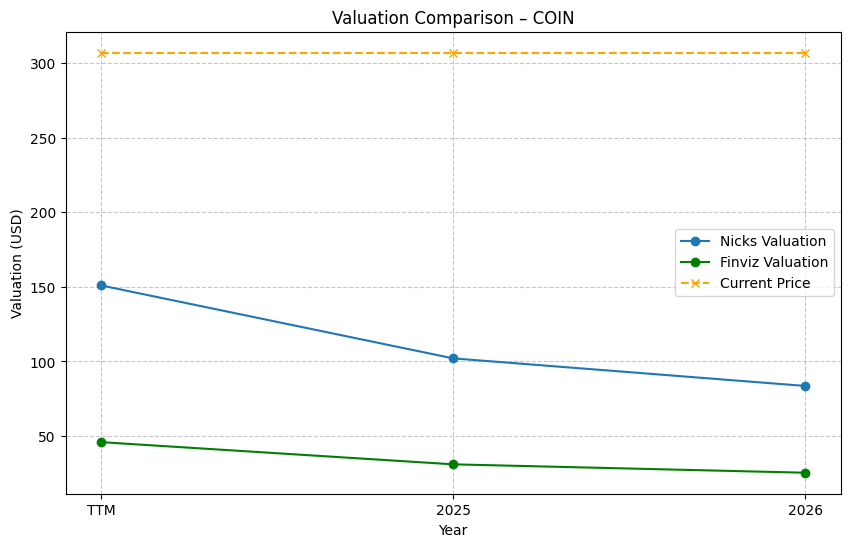 Valuation Comparison – COIN
Valuation (USD)
300
250
200
150
100
50
Nicks Valuation
Finviz Valuation
Current Price
TTM
2025
2026
Year